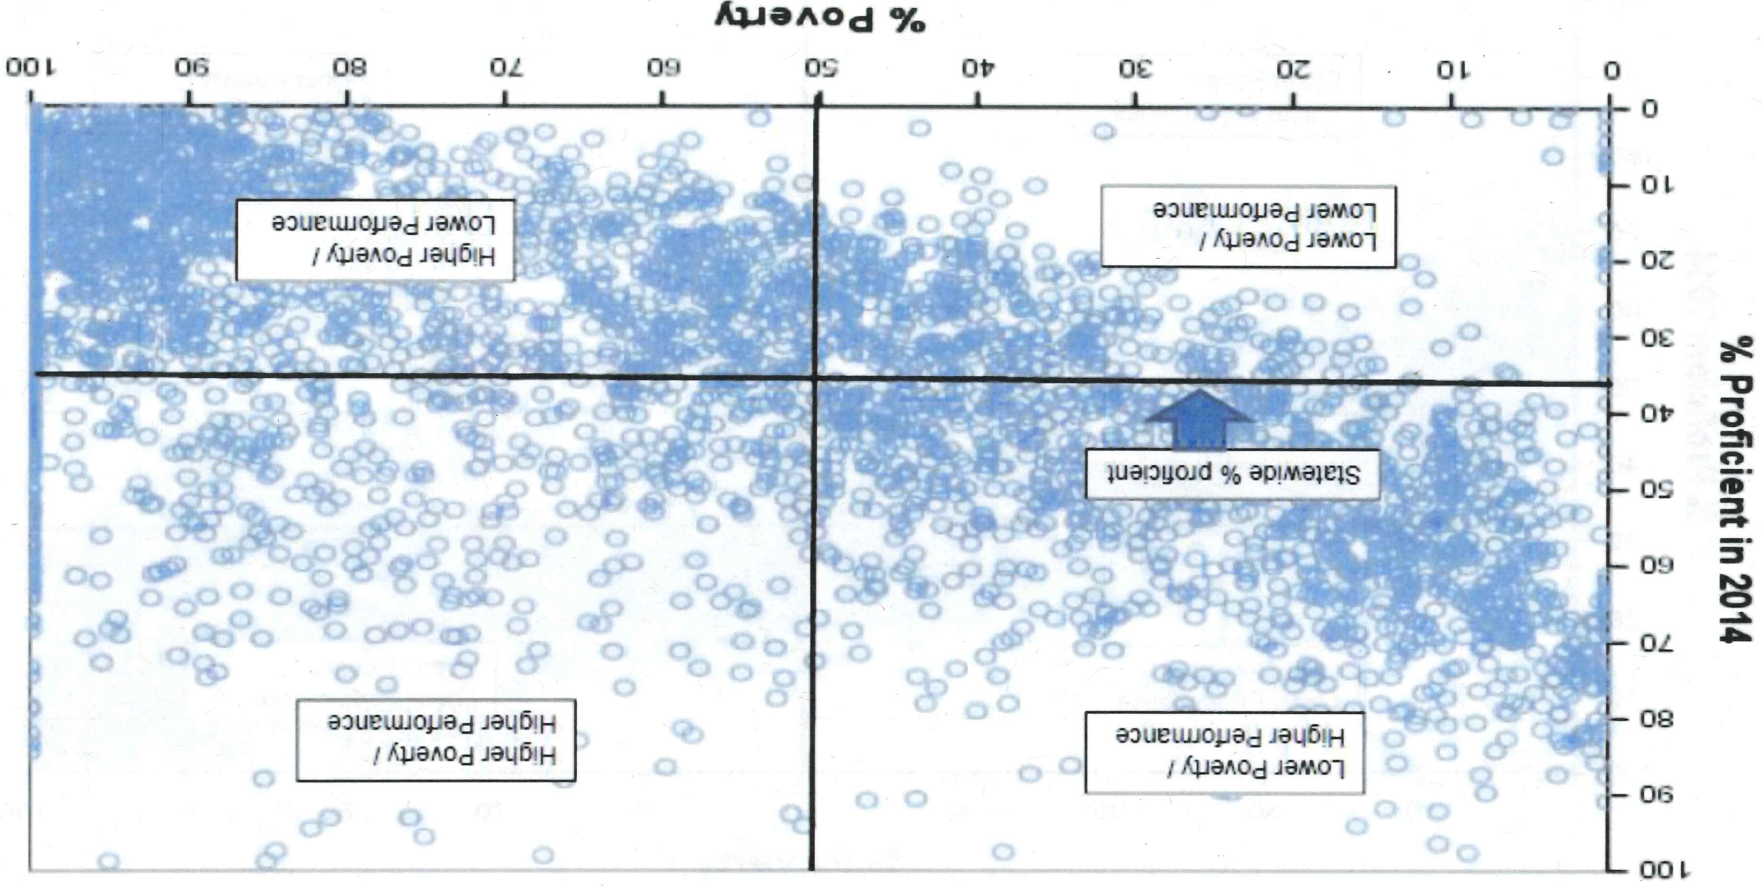 % Proficient in 2014
100
90
80
70
60
50
40
30
20
10
0
Lower Poverty /
Higher Performance
Higher Poverty /
Higher Performance
Statewide % proficient
Lower Poverty /
Lower Performance
Higher Poverty /
Lower Performance
0
10
20
30
40
50
60
70
80
90
100
% Poverty